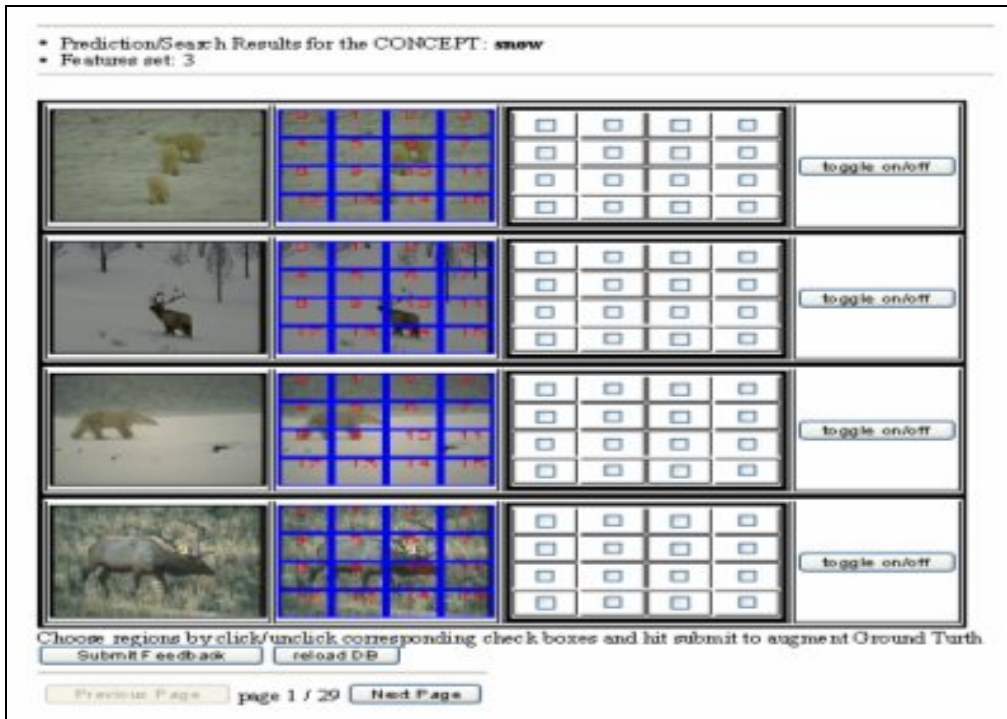 Prediction/Search Results for the CONCEPT: snow
Features set: 3
toggle on/off
toggle on/off
toggle on/off
toggle on/off
Choose regions by click/unclick corresponding check boxes and hit submit to augment Ground Turth
Submit Feedback reload DB
Previous Page page 1 / 29 Next Page